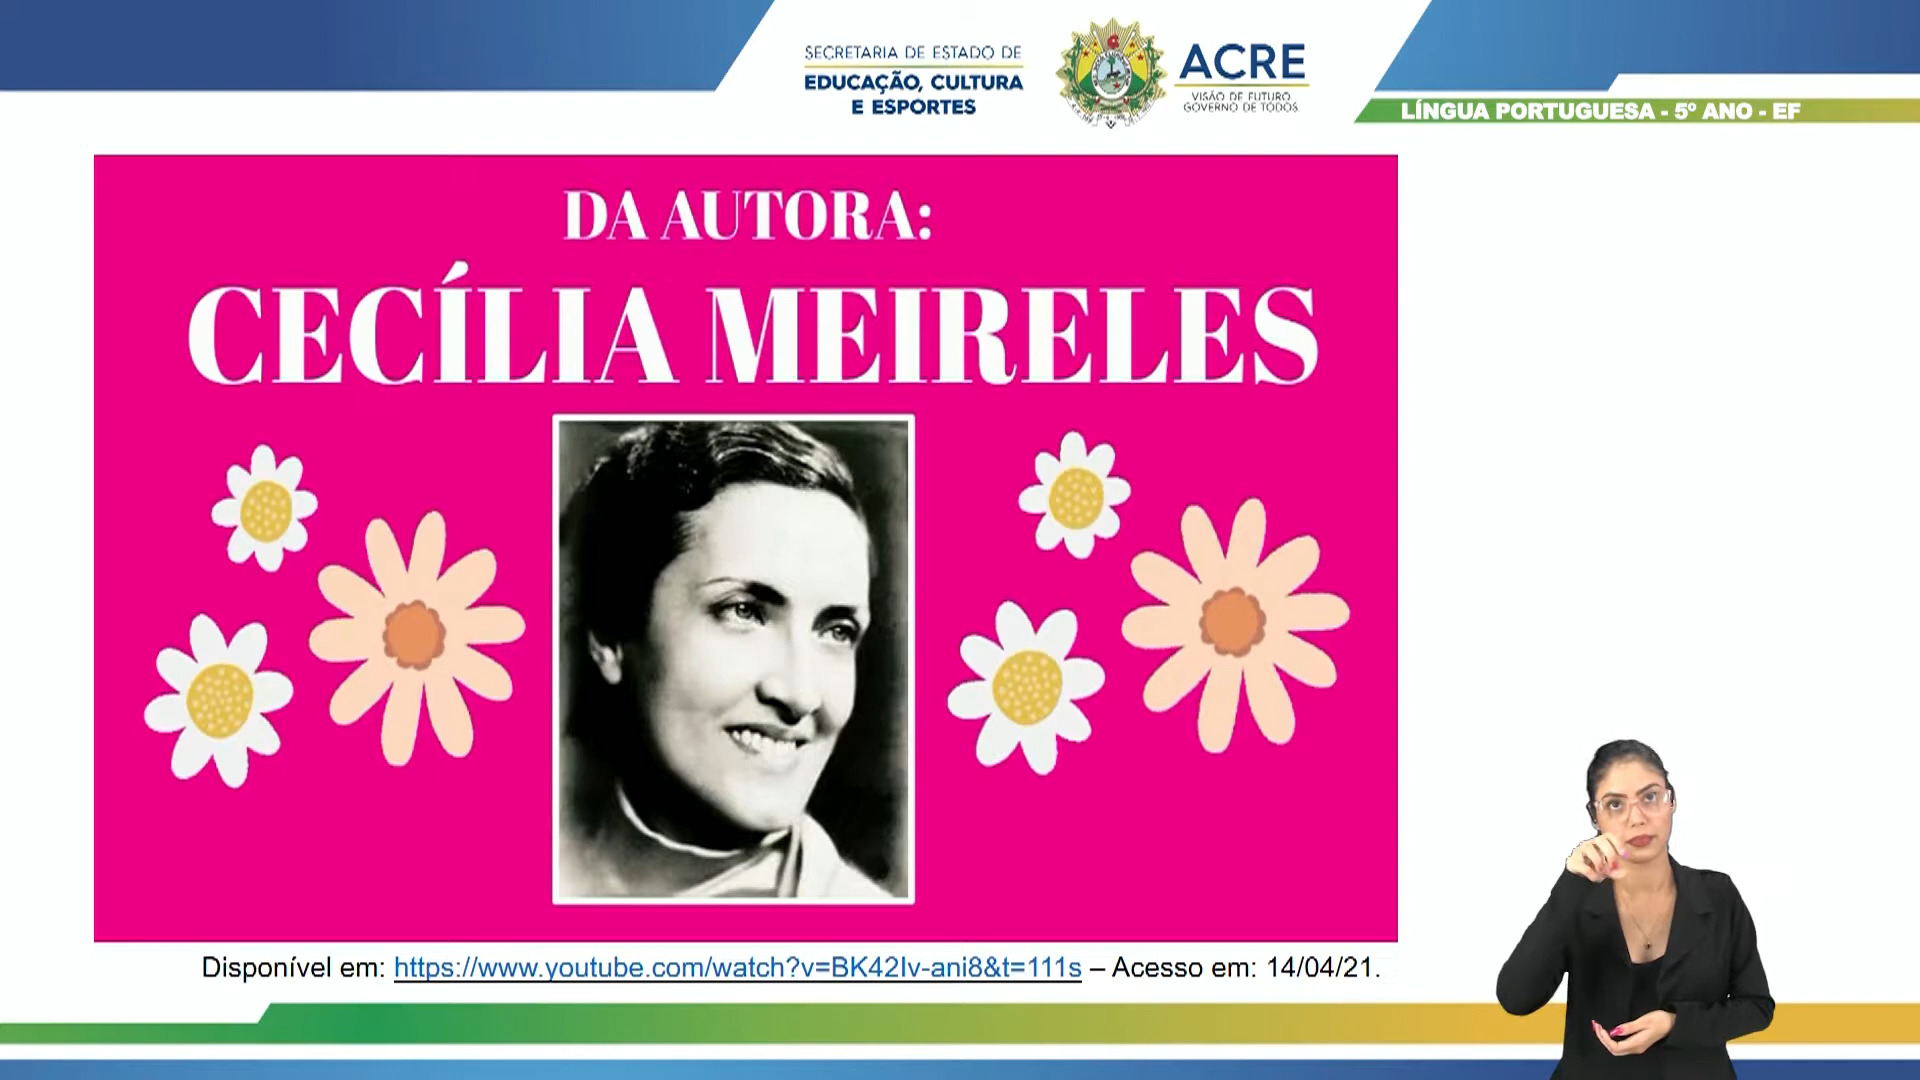 SECRETARIA DE ESTADO DE
EDUCAÇÃO, CULTURA
E ESPORTES
ACRE
VISÃO DE FUTURO
GOVERNO DE TODOS
LÍNGUA PORTUGUESA - 5º ANO - EF
DA AUTORA:
CECÍLIA MEIRELES
Disponível em: https://www.youtube.com/watch?v=BK42Iv-ani8&t=111s – Acesso em: 14/04/21.